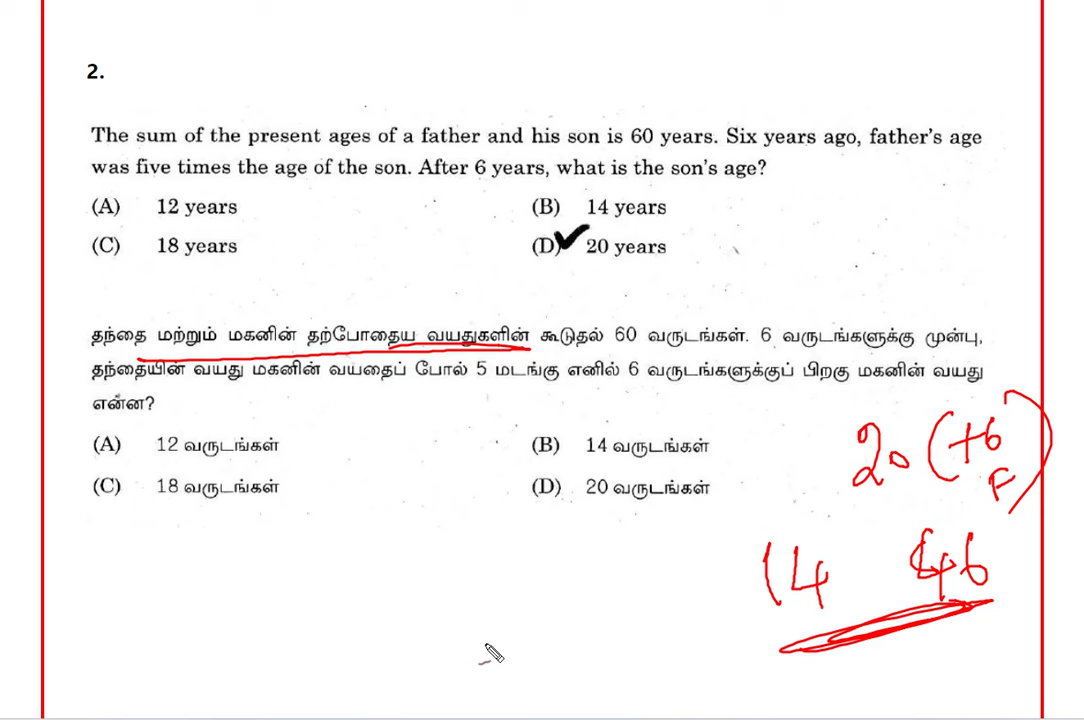 2.
The sum of the present ages of a father and his son is 60 years. Six years ago, father's age
was five times the age of the son. After 6 years, what is the son's age?
(A) 12 years (B) 14 years
(C) 18 years (D) 20 years
தந்தை மற்றும் மகனின் தற்போதைய வயதுகளின் கூடுதல் 60 வருடங்கள். 6 வருடங்களுக்கு முன்பு,
தந்தையின் வயது மகனின் வயதைப் போல் 5 மடங்கு எனில் 6 வருடங்களுக்குப் பிறகு மகனின் வயது
என்ன?
(A) 12 வருடங்கள் (B) 14 வருடங்கள்
(C) 18 வருடங்கள் (D) 20 வருடங்கள்
20 (+6
F)
14 46